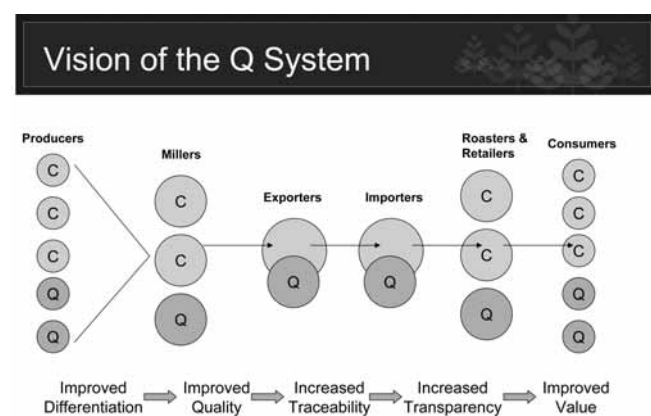 Vision of the Q System
Producers
Millers
Exporters
Importers
Roasters &
Retailers
Consumers
C
C
C
Q
Q
C
C
Q
Q
Q
C
C
Q
C
C
C
Q
Q
Improved
Differentiation
Improved
Quality
Increased
Traceability
Increased
Transparency
Improved
Value